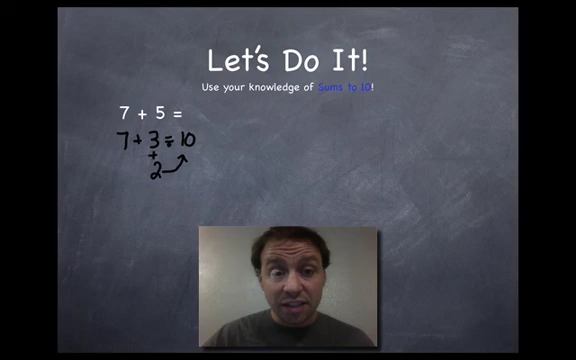 Let's Do It!
Use your knowledge of Sums to 10!
7 + 5 =
7 + 3 = 10
+
2